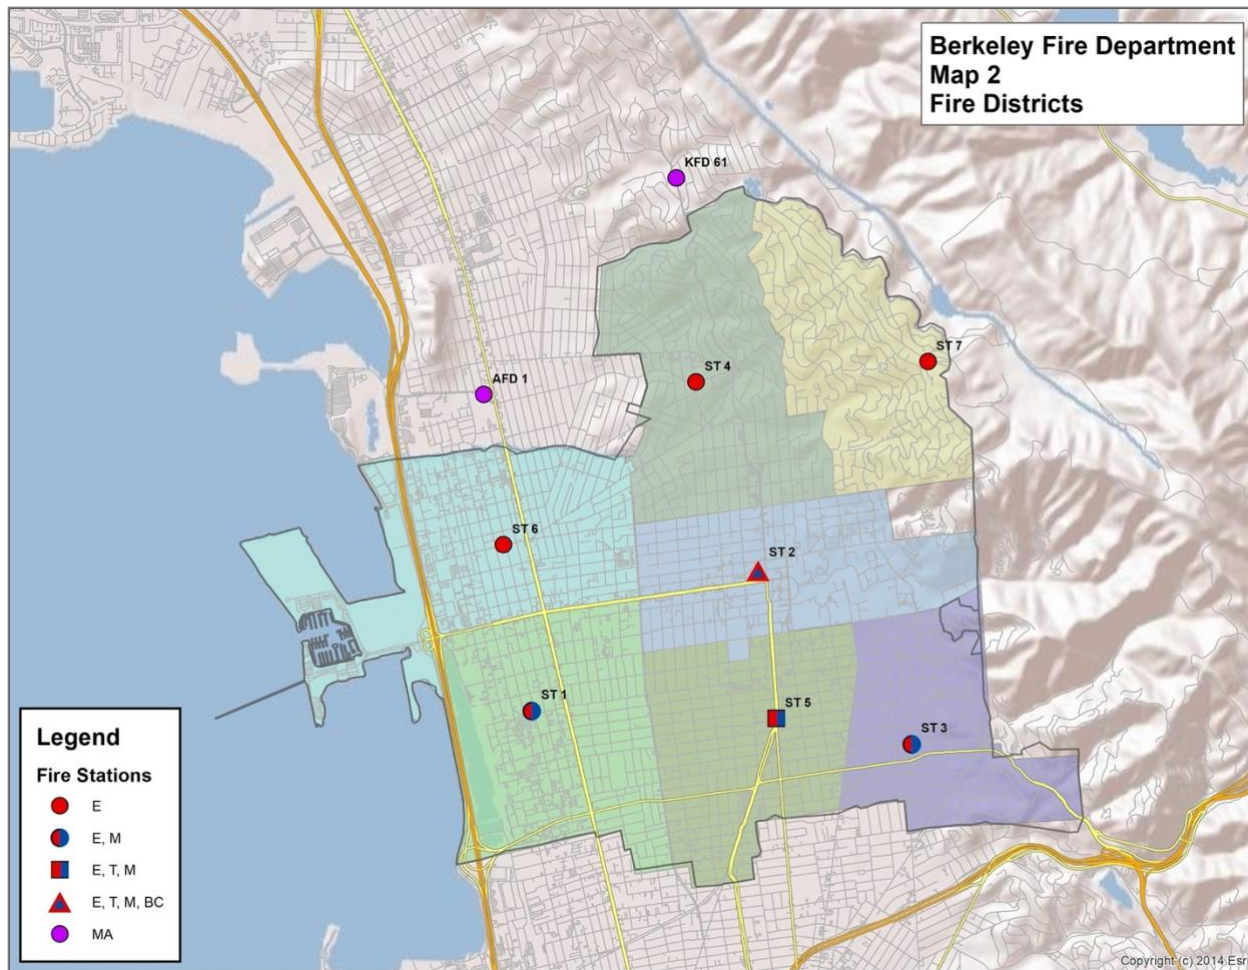 Berkeley Fire Department
Map 2
Fire Districts
KFD 61
ST 7
ST 4
AFD 1
ST 6
ST 2
ST 1
ST 5
ST 3
Legend
Fire Stations
E
E, M
E, T, M
E, T, M, BC
MA
Copyright (c) 2014 Esri